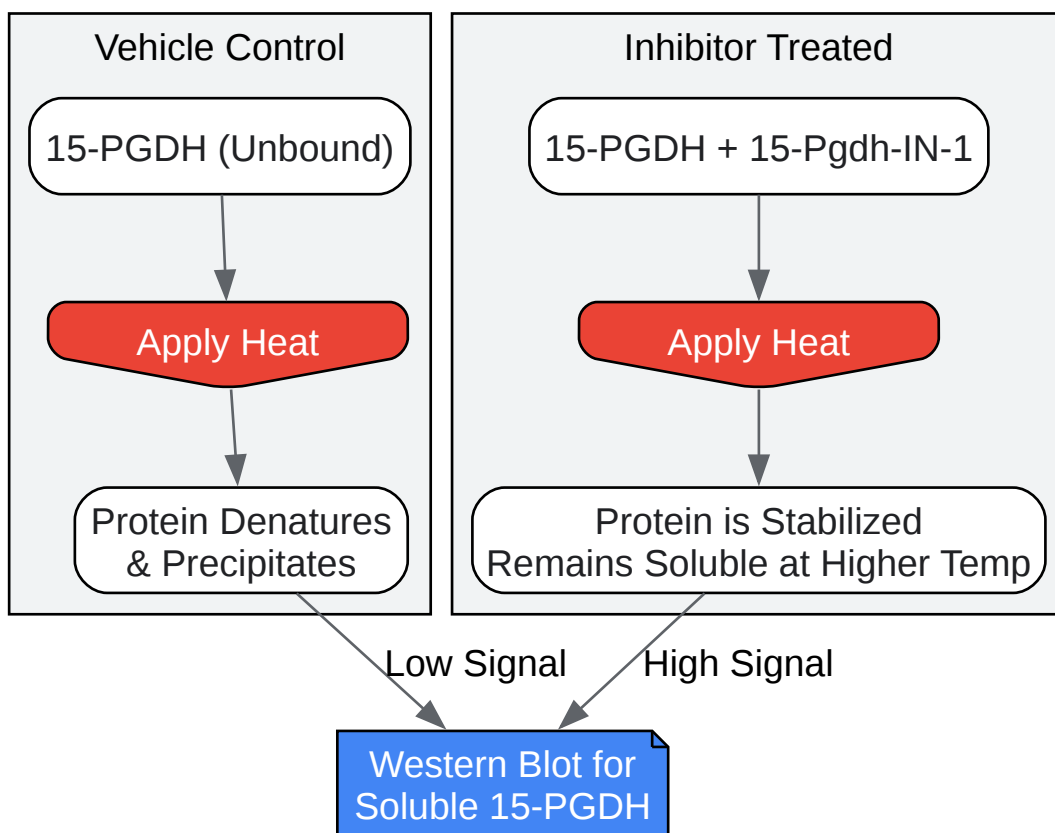 Vehicle Control
15-PGDH (Unbound)
Apply Heat
Protein Denatures
& Precipitates
Inhibitor Treated
15-PGDH + 15-Pgdh-IN-1
Apply Heat
Protein is Stabilized
Remains Soluble at Higher Temp
Low Signal
High Signal
Western Blot for
Soluble 15-PGDH